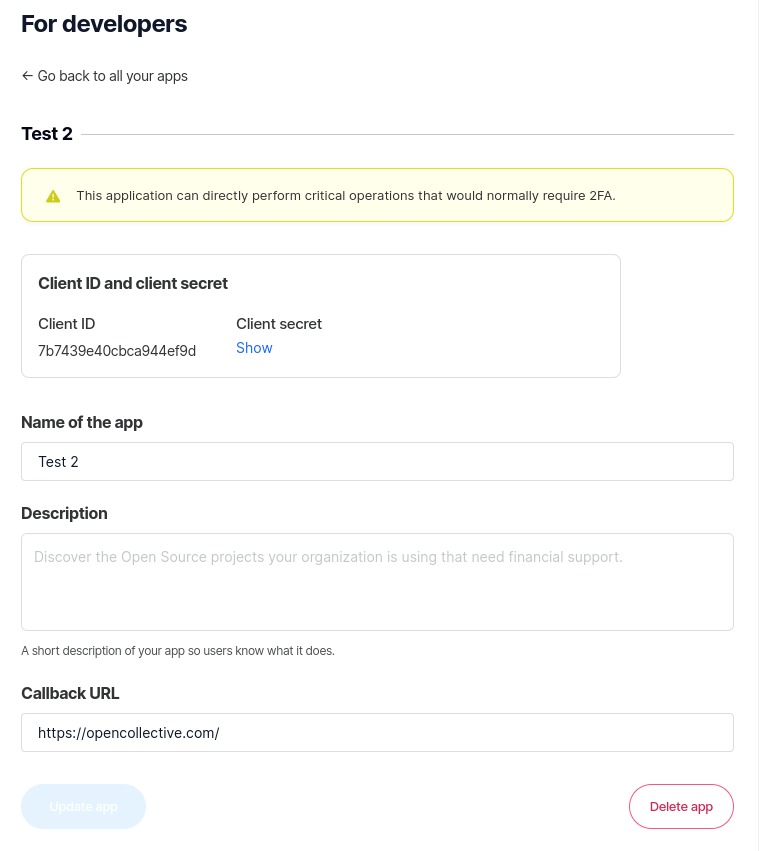 For developers
← Go back to all your apps
Test 2
This application can directly perform critical operations that would normally require 2FA.
Client ID and client secret
Client ID
Client secret
7b7439e40cbca944ef9d
Show
Name of the app
Test 2
Description
Discover the Open Source projects your organization is using that need financial support.
A short description of your app so users know what it does.
Callback URL
https://opencollective.com/
Update app
Delete app